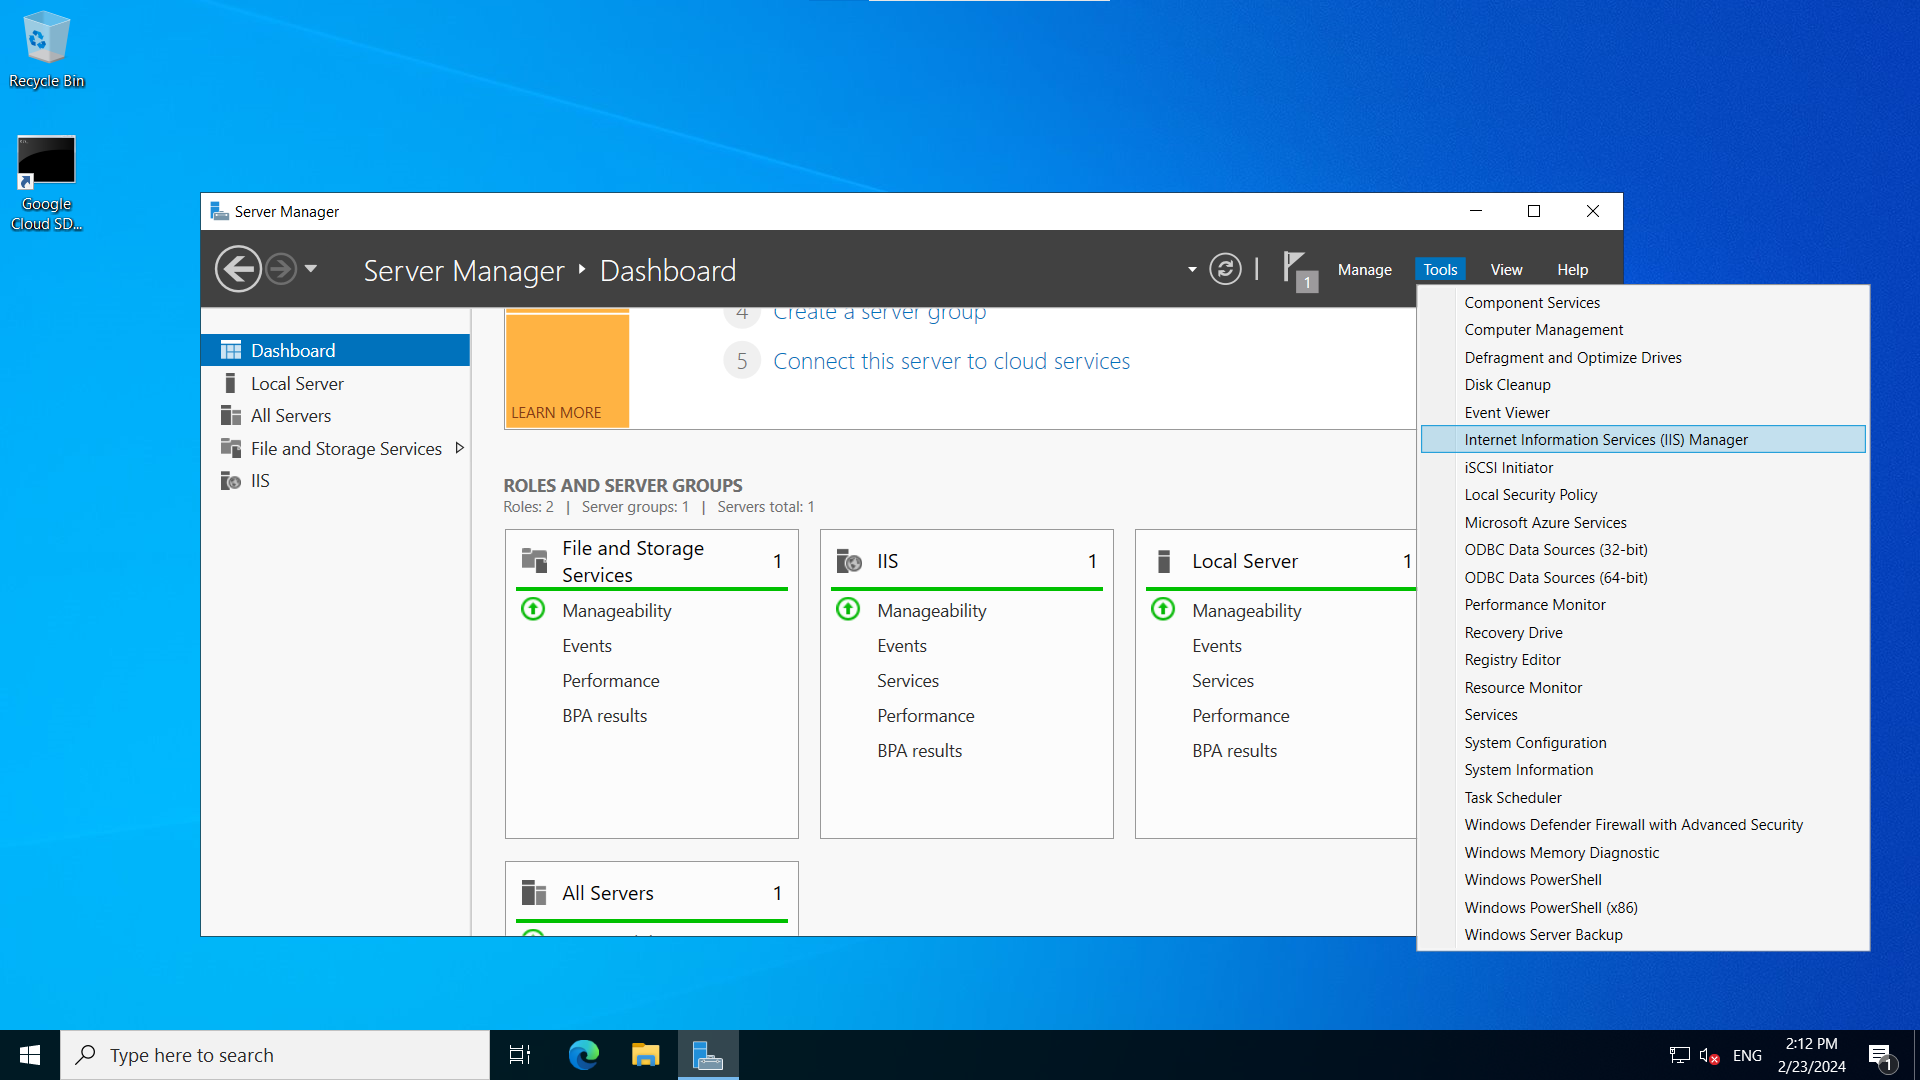 Recycle Bin
Google
Cloud SD...
Server Manager
Server Manager
Dashboard
1
Manage
Tools
View
Help
Dashboard
Local Server
All Servers
File and Storage Services
IIS
4
Create a server group
5
Connect this server to cloud services
LEARN MORE
ROLES AND SERVER GROUPS
Roles: 2 | Server groups: 1 | Servers total: 1
File and Storage
Services
1
Manageability
Events
Performance
BPA results
IIS
1
Manageability
Events
Services
Performance
BPA results
Local Server
1
Manageability
Events
Services
Performance
BPA results
All Servers
1
Component Services
Computer Management
Defragment and Optimize Drives
Disk Cleanup
Event Viewer
Internet Information Services (IIS) Manager
iSCSI Initiator
Local Security Policy
Microsoft Azure Services
ODBC Data Sources (32-bit)
ODBC Data Sources (64-bit)
Performance Monitor
Recovery Drive
Registry Editor
Resource Monitor
Services
System Configuration
System Information
Task Scheduler
Windows Defender Firewall with Advanced Security
Windows Memory Diagnostic
Windows PowerShell
Windows PowerShell (x86)
Windows Server Backup
Type here to search
ENG
2:12 PM
2/23/2024
1